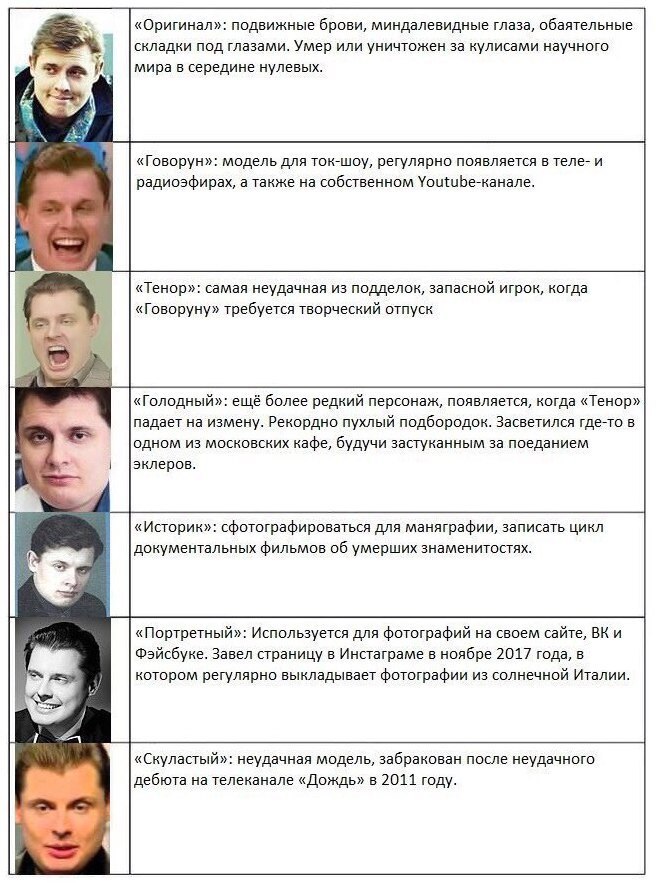 «Оригинал»: подвижные брови, миндалевидные глаза, обаятельные
складки под глазами. Умер или уничтожен за кулисами научного
мира в середине нулевых.
«Говорун»: модель для ток-шоу, регулярно появляется в теле- и
радиоэфирах, а также на собственном Youtube-канале.
«Тенор»: самая неудачная из подделок, запасной игрок, когда
«Говоруну» требуется творческий отпуск
«Голодный»: ещё более редкий персонаж, появляется, когда «Тенор»
падает на измену. Рекордно пухлый подбородок. Засветился где-то в
одном из московских кафе, будучи застуканным за поеданием
эклеров.
«Историк»: сфотографироваться для маняграфии, записать цикл
документальных фильмов об умерших знаменитостях.
«Портретный»: Используется для фотографий на своем сайте, ВК и
Фэйсбуке. Завел страницу в Инстаграме в ноябре 2017 года, в
котором регулярно выкладывает фотографии из солнечной Италии.
«Скуластый»: неудачная модель, забракован после неудачного
дебюта на телеканале «Дождь» в 2011 году.